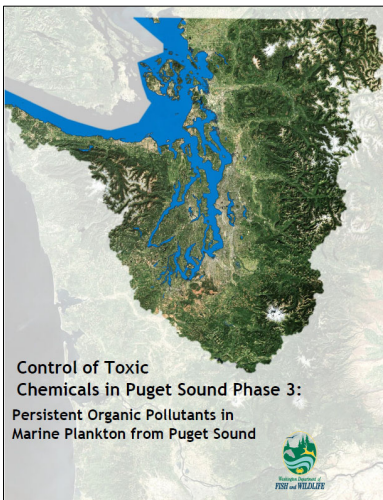 Control of Toxic
Chemicals in Puget Sound Phase 3:
Persistent Organic Pollutants in
Marine Plankton from Puget Sound
Washington Department of
FISH and WILDLIFE